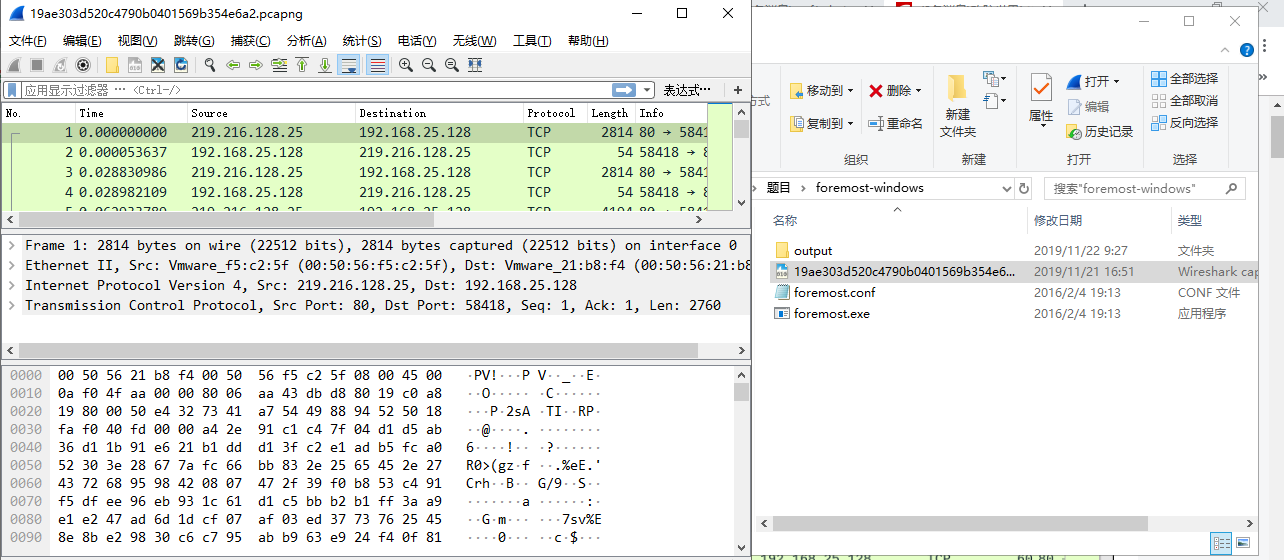 19ae303d520c4790b0401569b354e6a2.pcapng
文件(F) 编辑(E) 视图(V) 跳转(G) 捕获(C) 分析(A) 统计(S) 电话(Y) 无线(W) 工具(T) 帮助(H)
应用显示过滤器 … <Ctrl-/> 表达式… +
No. Time Source Destination Protocol Length Info
1 0.000000000 219.216.128.25 192.168.25.128 TCP 2814 80 → 5841
2 0.000053637 192.168.25.128 219.216.128.25 TCP 54 58418 → 8
3 0.028830986 219.216.128.25 192.168.25.128 TCP 2814 80 → 5841
4 0.028982109 192.168.25.128 219.216.128.25 TCP 54 58418 → 8
Frame 1: 2814 bytes on wire (22512 bits), 2814 bytes captured (22512 bits) on interface 0
Ethernet II, Src: Vmware_f5:c2:5f (00:50:56:f5:c2:5f), Dst: Vmware_21:b8:f4 (00:50:56:21:b8
Internet Protocol Version 4, Src: 219.216.128.25, Dst: 192.168.25.128
Transmission Control Protocol, Src Port: 80, Dst Port: 58418, Seq: 1, Ack: 1, Len: 2760
0000 00 50 56 21 b8 f4 00 50 56 f5 c2 5f 08 00 45 00 ·PV!···P V··_··E·
0010 0a f0 4f aa 00 00 80 06 aa 43 db d8 80 19 c0 a8 ··O····· ·C······
0020 19 80 00 50 e4 32 73 41 a7 54 49 88 94 52 50 18 ···P·2sA ·TI··RP·
0030 fa f0 40 fd 00 00 a4 2e 91 c1 c4 7f 04 d1 d5 ab ··@····. ········
0040 36 d1 1b 91 e6 21 b1 dd d1 3f c2 e1 ad b5 fc a0 6····!·· ·?······
0050 52 30 3e 28 67 7a fc 66 bb 83 2e 25 65 45 2e 27 R0>(gz·f ··.%eE.'
0060 43 72 68 95 98 42 08 07 47 2f 39 f0 b8 53 c4 91 Crh··B·· G/9··S··
0070 f5 df ee 96 eb 93 1c 61 d1 c5 bb b2 b1 ff 3a a9 ·······a ······:·
0080 e1 e2 47 ad 6d 1d cf 07 af 03 ed 37 73 76 25 45 ··G·m··· ···7sv%E
0090 8e 8b e2 98 30 c6 c7 95 ab b9 63 e9 24 f4 0f 81 ····0··· ··c·$···
移动到 删除 新建文件夹 属性 打开 全部选择
复制到 重命名 编辑 全部取消
历史记录 反向选择
组织 新建 打开 选择
题目 foremost-windows 搜索"foremost-windows"
名称 修改日期 类型
output 2019/11/22 9:27 文件夹
19ae303d520c4790b0401569b354e6... 2019/11/21 16:51 Wireshark cap
foremost.conf 2016/2/4 19:13 CONF 文件
foremost.exe 2016/2/4 19:13 应用程序